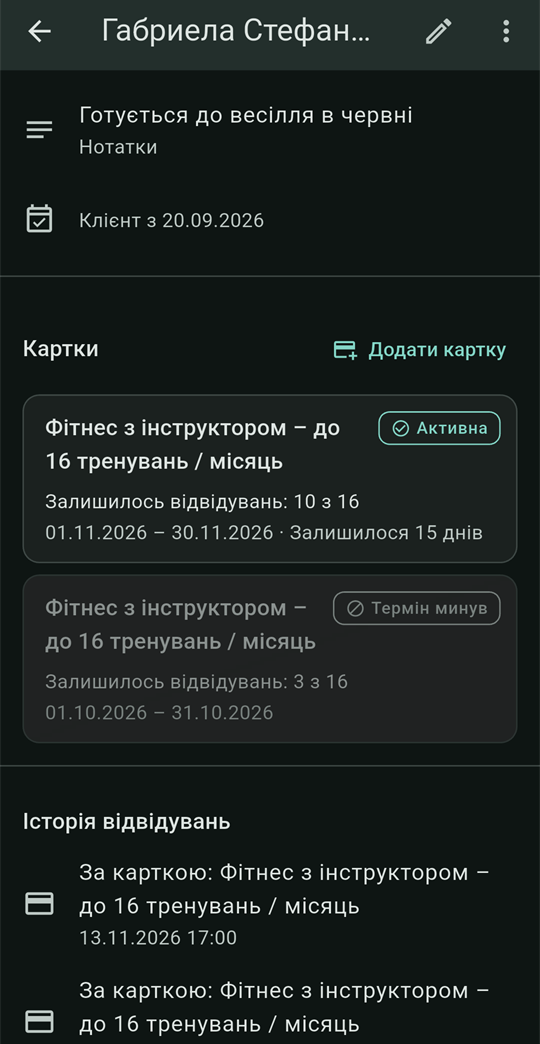 Габриела Стефан...
Готується до весілля в червні
Нотатки
Клієнт з 20.09.2026
Картки
Додати картку
Фітнес з інструктором – до
16 тренувань / місяць
Активна
Залишилось відвідувань: 10 з 16
01.11.2026 – 30.11.2026 · Залишилося 15 днів
Фітнес з інструктором –
до 16 тренувань / місяць
Термін минув
Залишилось відвідувань: 3 з 16
01.10.2026 – 31.10.2026
Історія відвідувань
За карткою: Фітнес з інструктором –
до 16 тренувань / місяць
13.11.2026 17:00
За карткою: Фітнес з інструктором –
до 16 тренувань / місяць